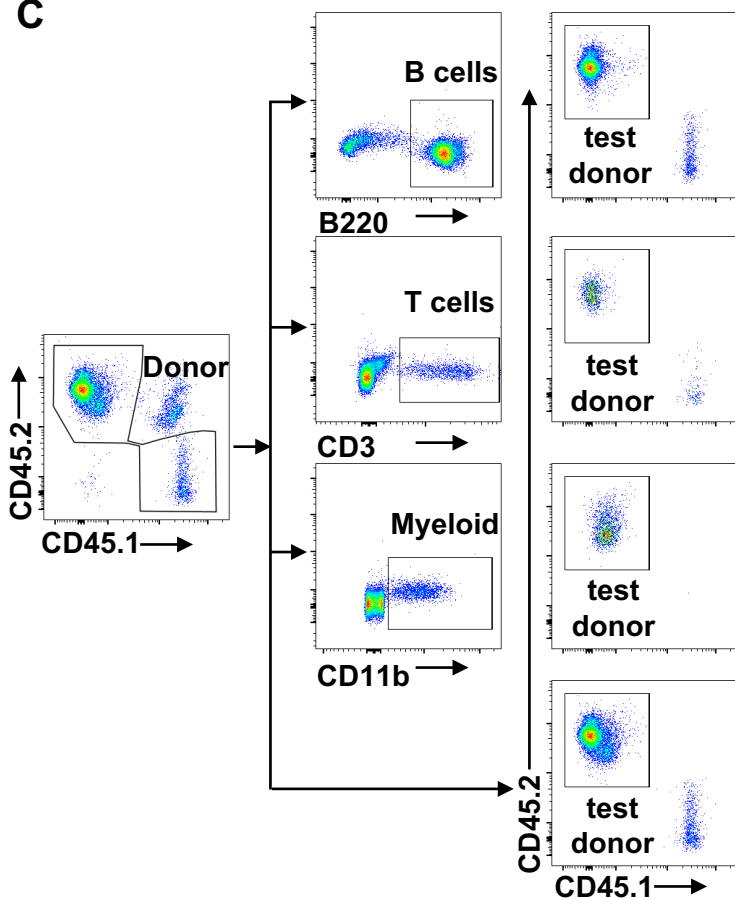 C
Donor
CD45.2
CD45.1
B cells
B220
T cells
CD3
Myeloid
CD11b
test
donor
test
donor
test
donor
test
donor
CD45.2
CD45.1